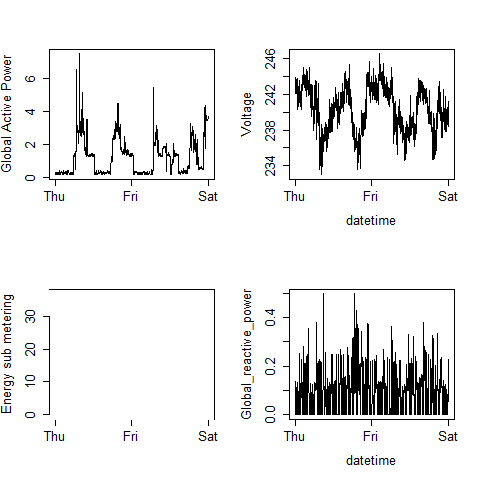 Global Active Power
0 2 4 6
Thu Fri Sat
Voltage
234 238 242 246
Thu Fri Sat
datetime
Energy sub metering
0 10 20 30
Thu Fri Sat
Global_reactive_power
0.0 0.2 0.4
Thu Fri Sat
datetime